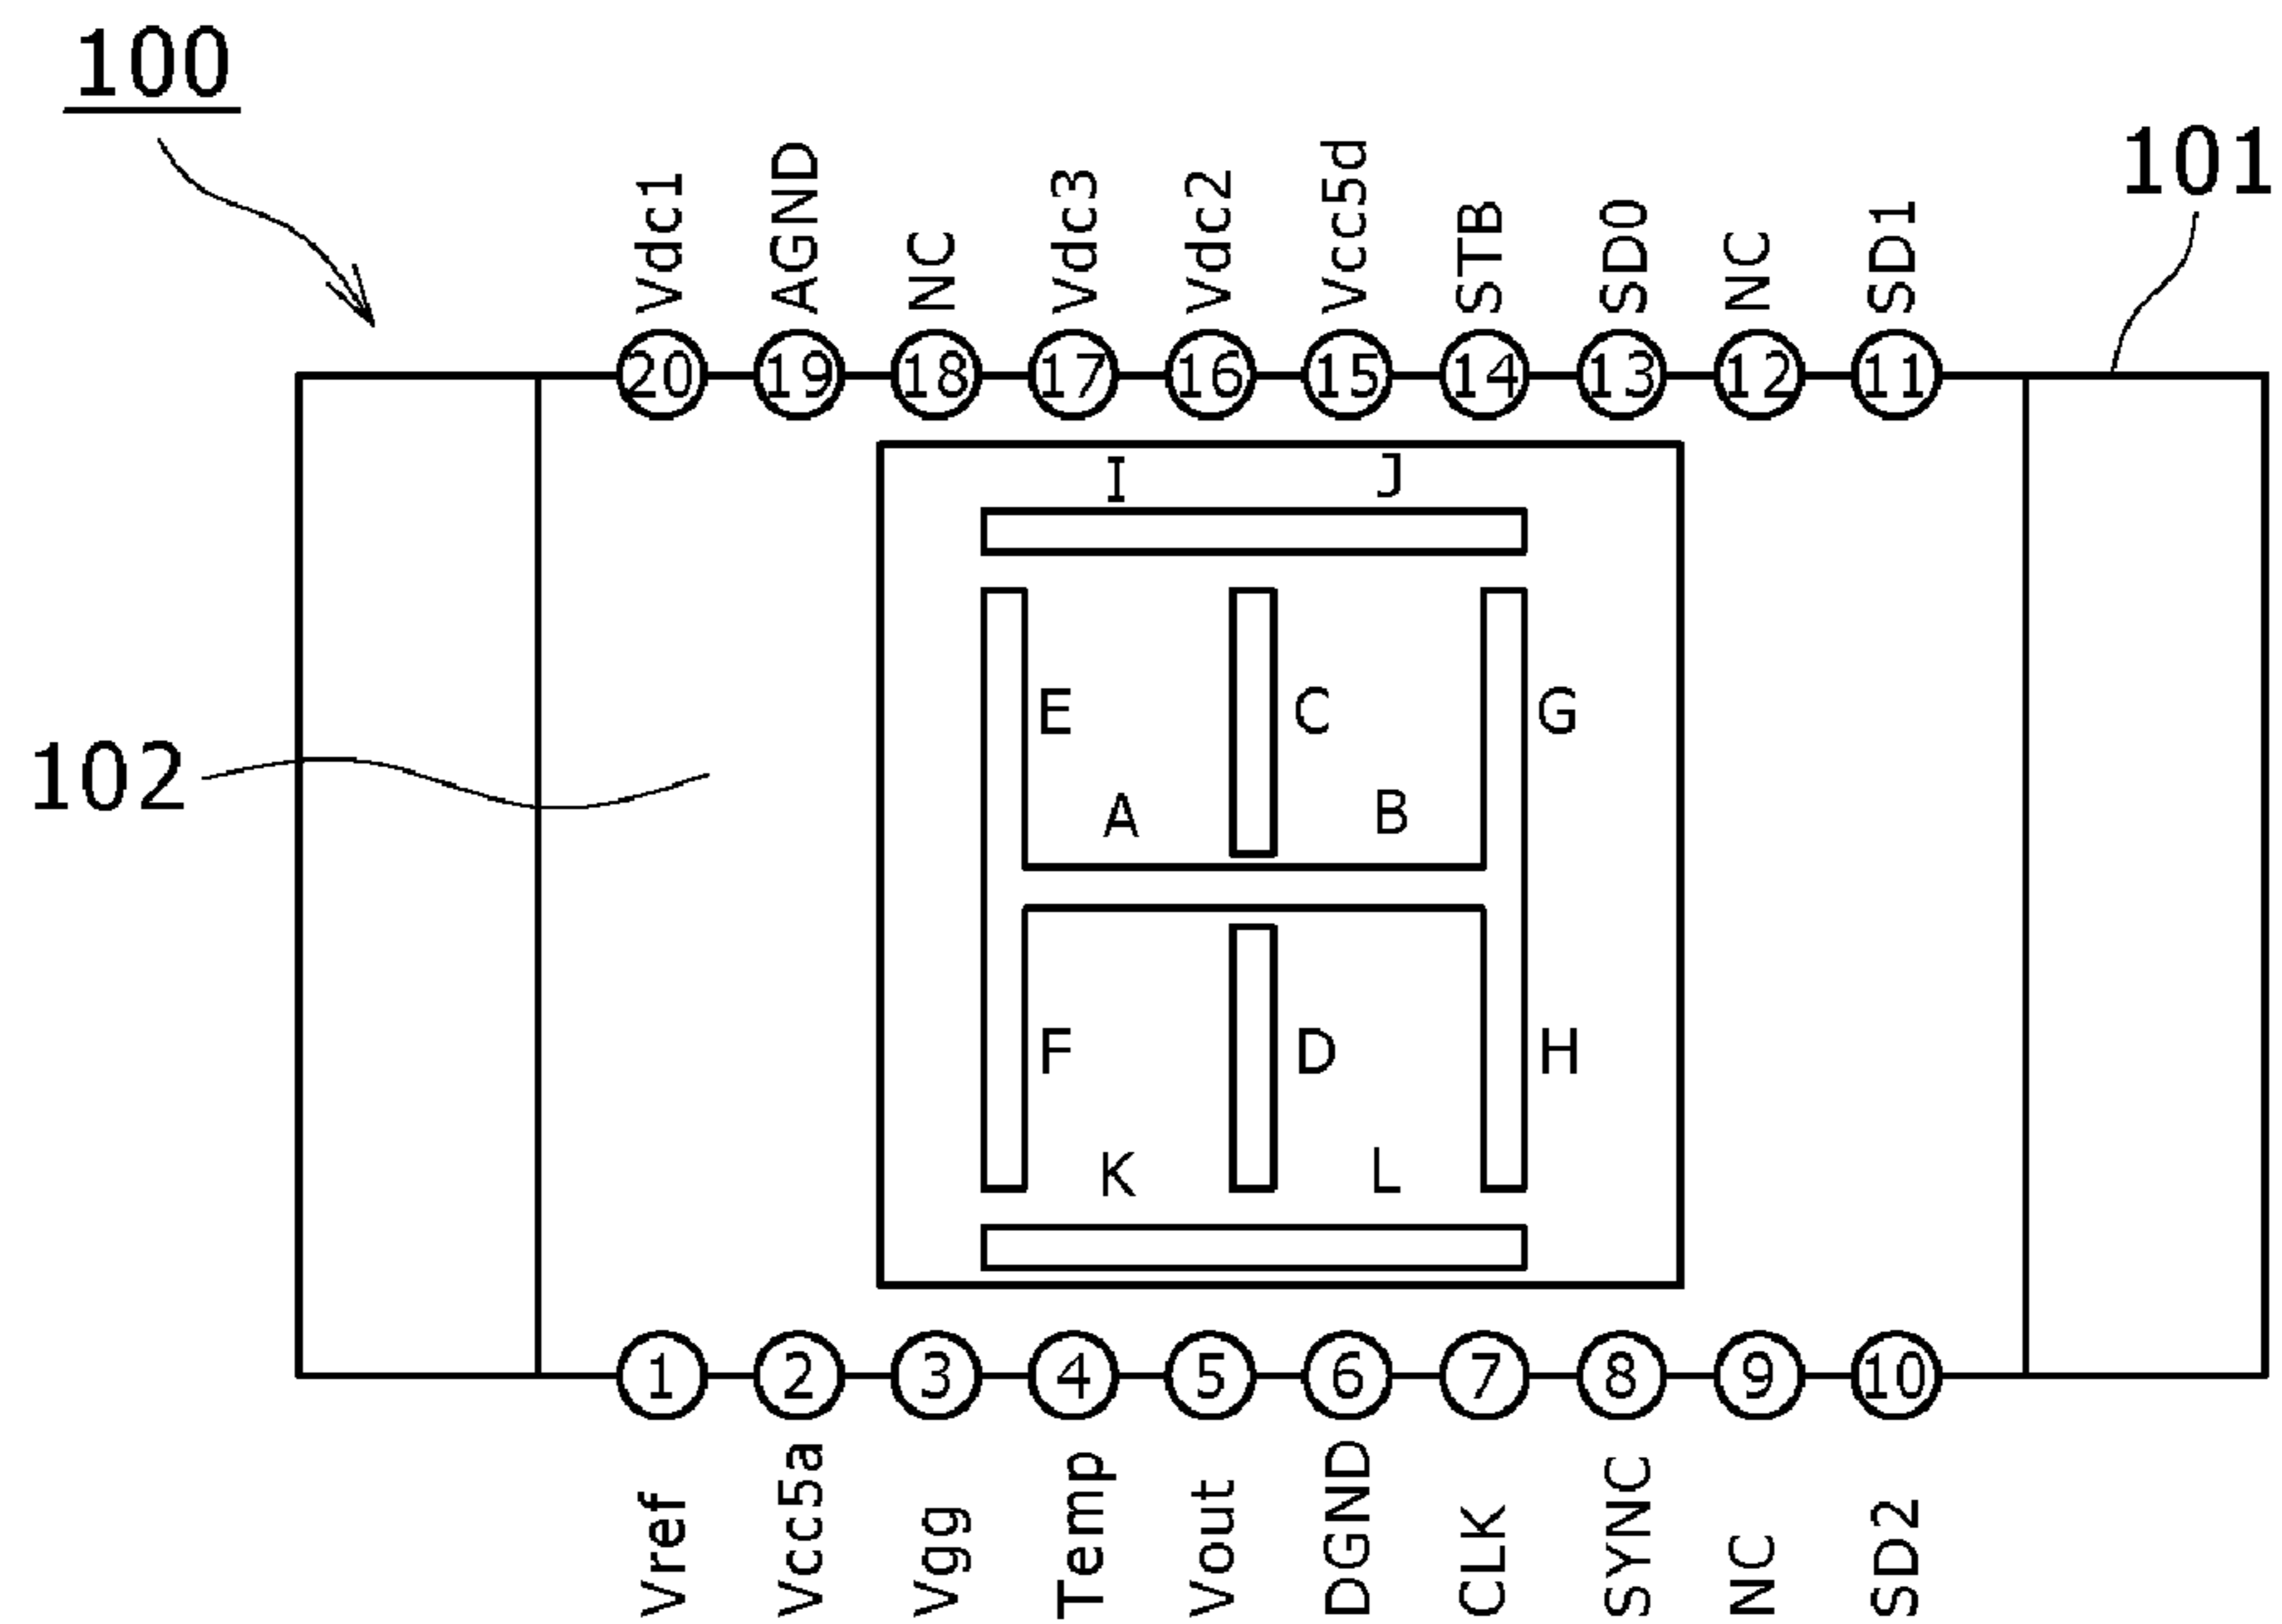 100
101
Vdc1 AGND NC Vdc3 Vdc2 Vcc5d STB SD0 NC SD1
20 19 18 17 16 15 14 13 12 11
I J
E C G
102
A B
F D H
K L
1 2 3 4 5 6 7 8 9 10
Vref Vcc5a Vgg Temp Vout DGND CLK SYNC NC SD2